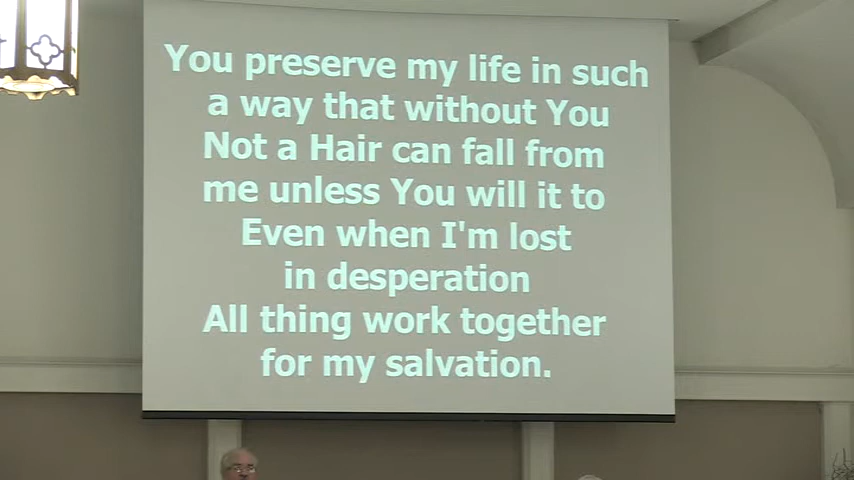 You preserve my life in such
a way that without You
Not a Hair can fall from
me unless You will it to
Even when I'm lost
in desperation
All thing work together
for my salvation.